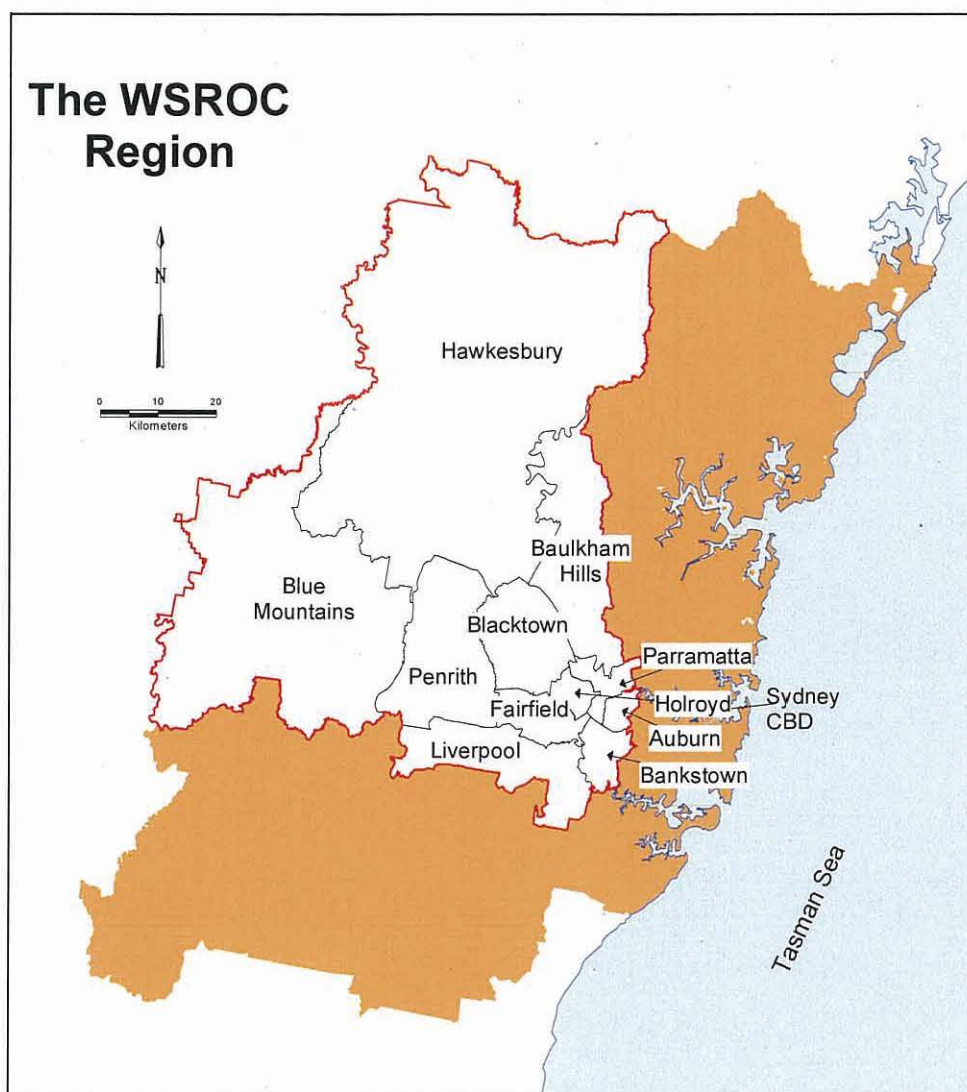 The WSROC
Region
N
0 10 20
Kilometers
Hawkesbury
Baulkham
Hills
Blue
Mountains
Blacktown
Penrith
Parramatta
Fairfield
Holroyd
Sydney
CBD
Auburn
Liverpool
Bankstown
Tasman Sea